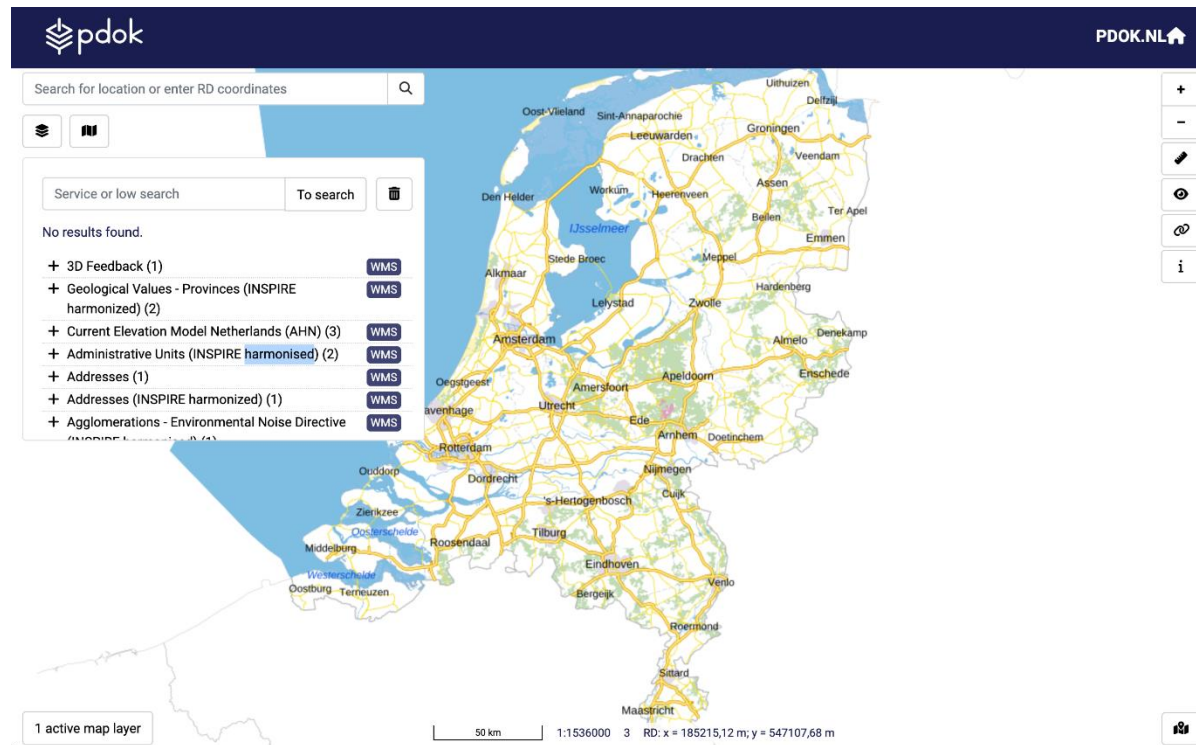 pdok
PDOK.NL
Search for location or enter RD coordinates
Service or low search
To search
No results found.
+ 3D Feedback (1) WMS
+ Geological Values - Provinces (INSPIRE WMS
harmonized) (2)
+ Current Elevation Model Netherlands (AHN) (3) WMS
+ Administrative Units (INSPIRE harmonised) (2) WMS
+ Addresses (1) WMS
+ Addresses (INSPIRE harmonized) (1) WMS
+ Agglomerations - Environmental Noise Directive WMS
+
-
i
Uithuizen
Delfzijl
Oost-Vlieland
Sint-Annaparochie
Leeuwarden
Groningen
Drachten
Veendam
Assen
Den Helder
Workum
Heerenveen
Beilen
Ter Apel
IJsselmeer
Emmen
Stede Broec
Meppel
Alkmaar
Hardenberg
Lelystad
Zwolle
Amsterdam
Almelo
Denekamp
Oegstgeest
Amersfoort
Apeldoorn
Enschede
avenhage
Utrecht
Ede
Arnhem
Doetinchem
Rotterdam
Ouddorp
Dordrecht
Nijmegen
's-Hertogenbosch
Cuijk
Zierikzee
Oosterschelde
Middelburg
Roosendaal
Tilburg
Eindhoven
Westerschelde
Oostburg
Terneuzen
Bergeijk
Venlo
Roermond
Sittard
Maastricht
1 active map layer
50 km
1:1536000 3 RD: x = 185215,12 m; y = 547107,68 m